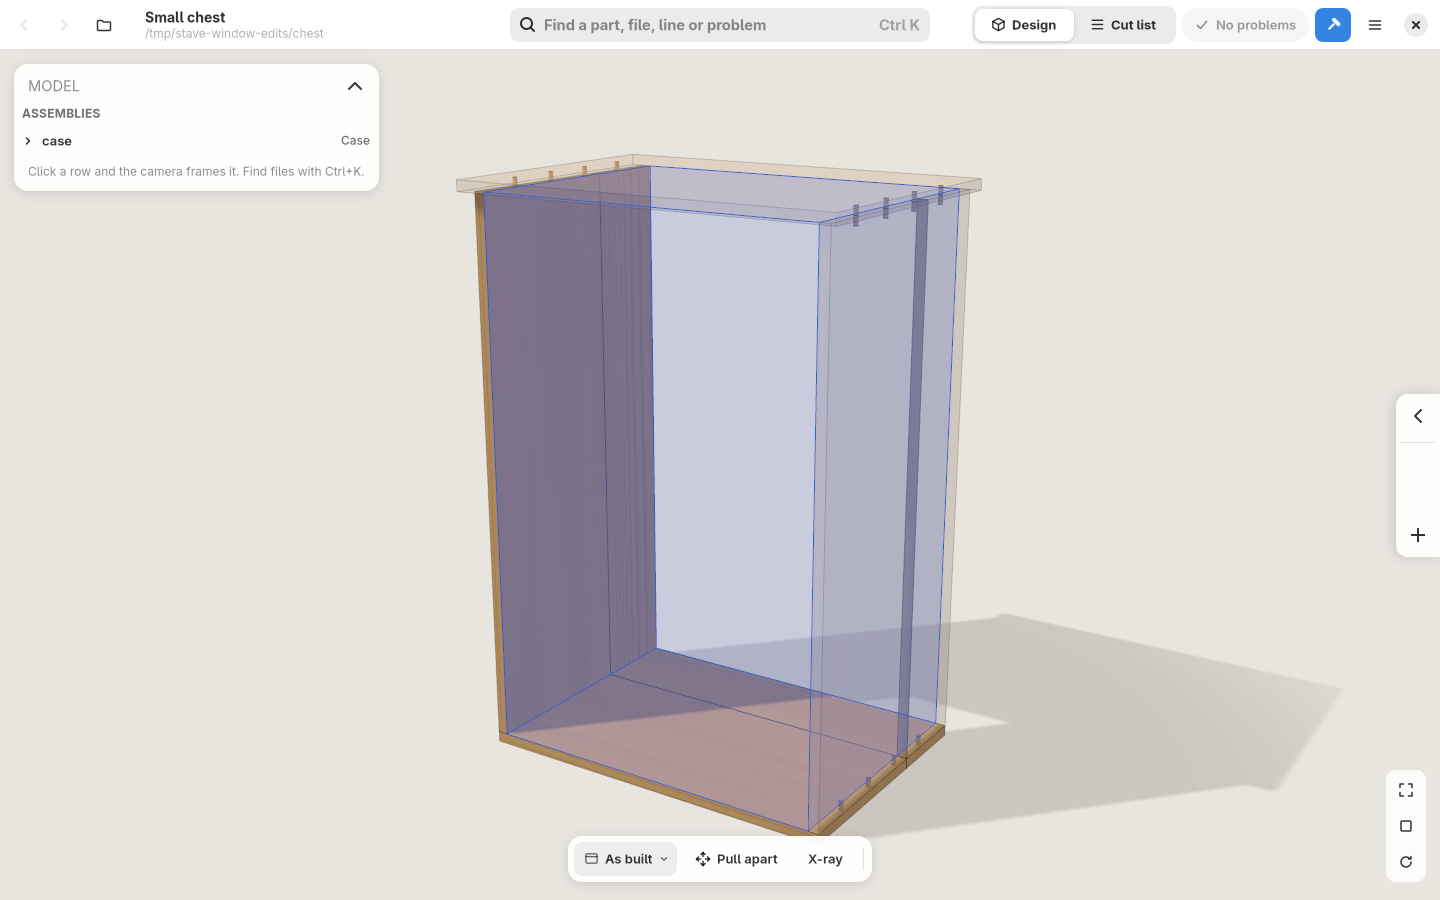 Small chest
/tmp/stave-window-edits/chest
Find a part, file, line or problem
Ctrl K
Design
Cut list
No problems
MODEL
ASSEMBLIES
case
Case
Click a row and the camera frames it. Find files with Ctrl+K.
As built
Pull apart
X-ray